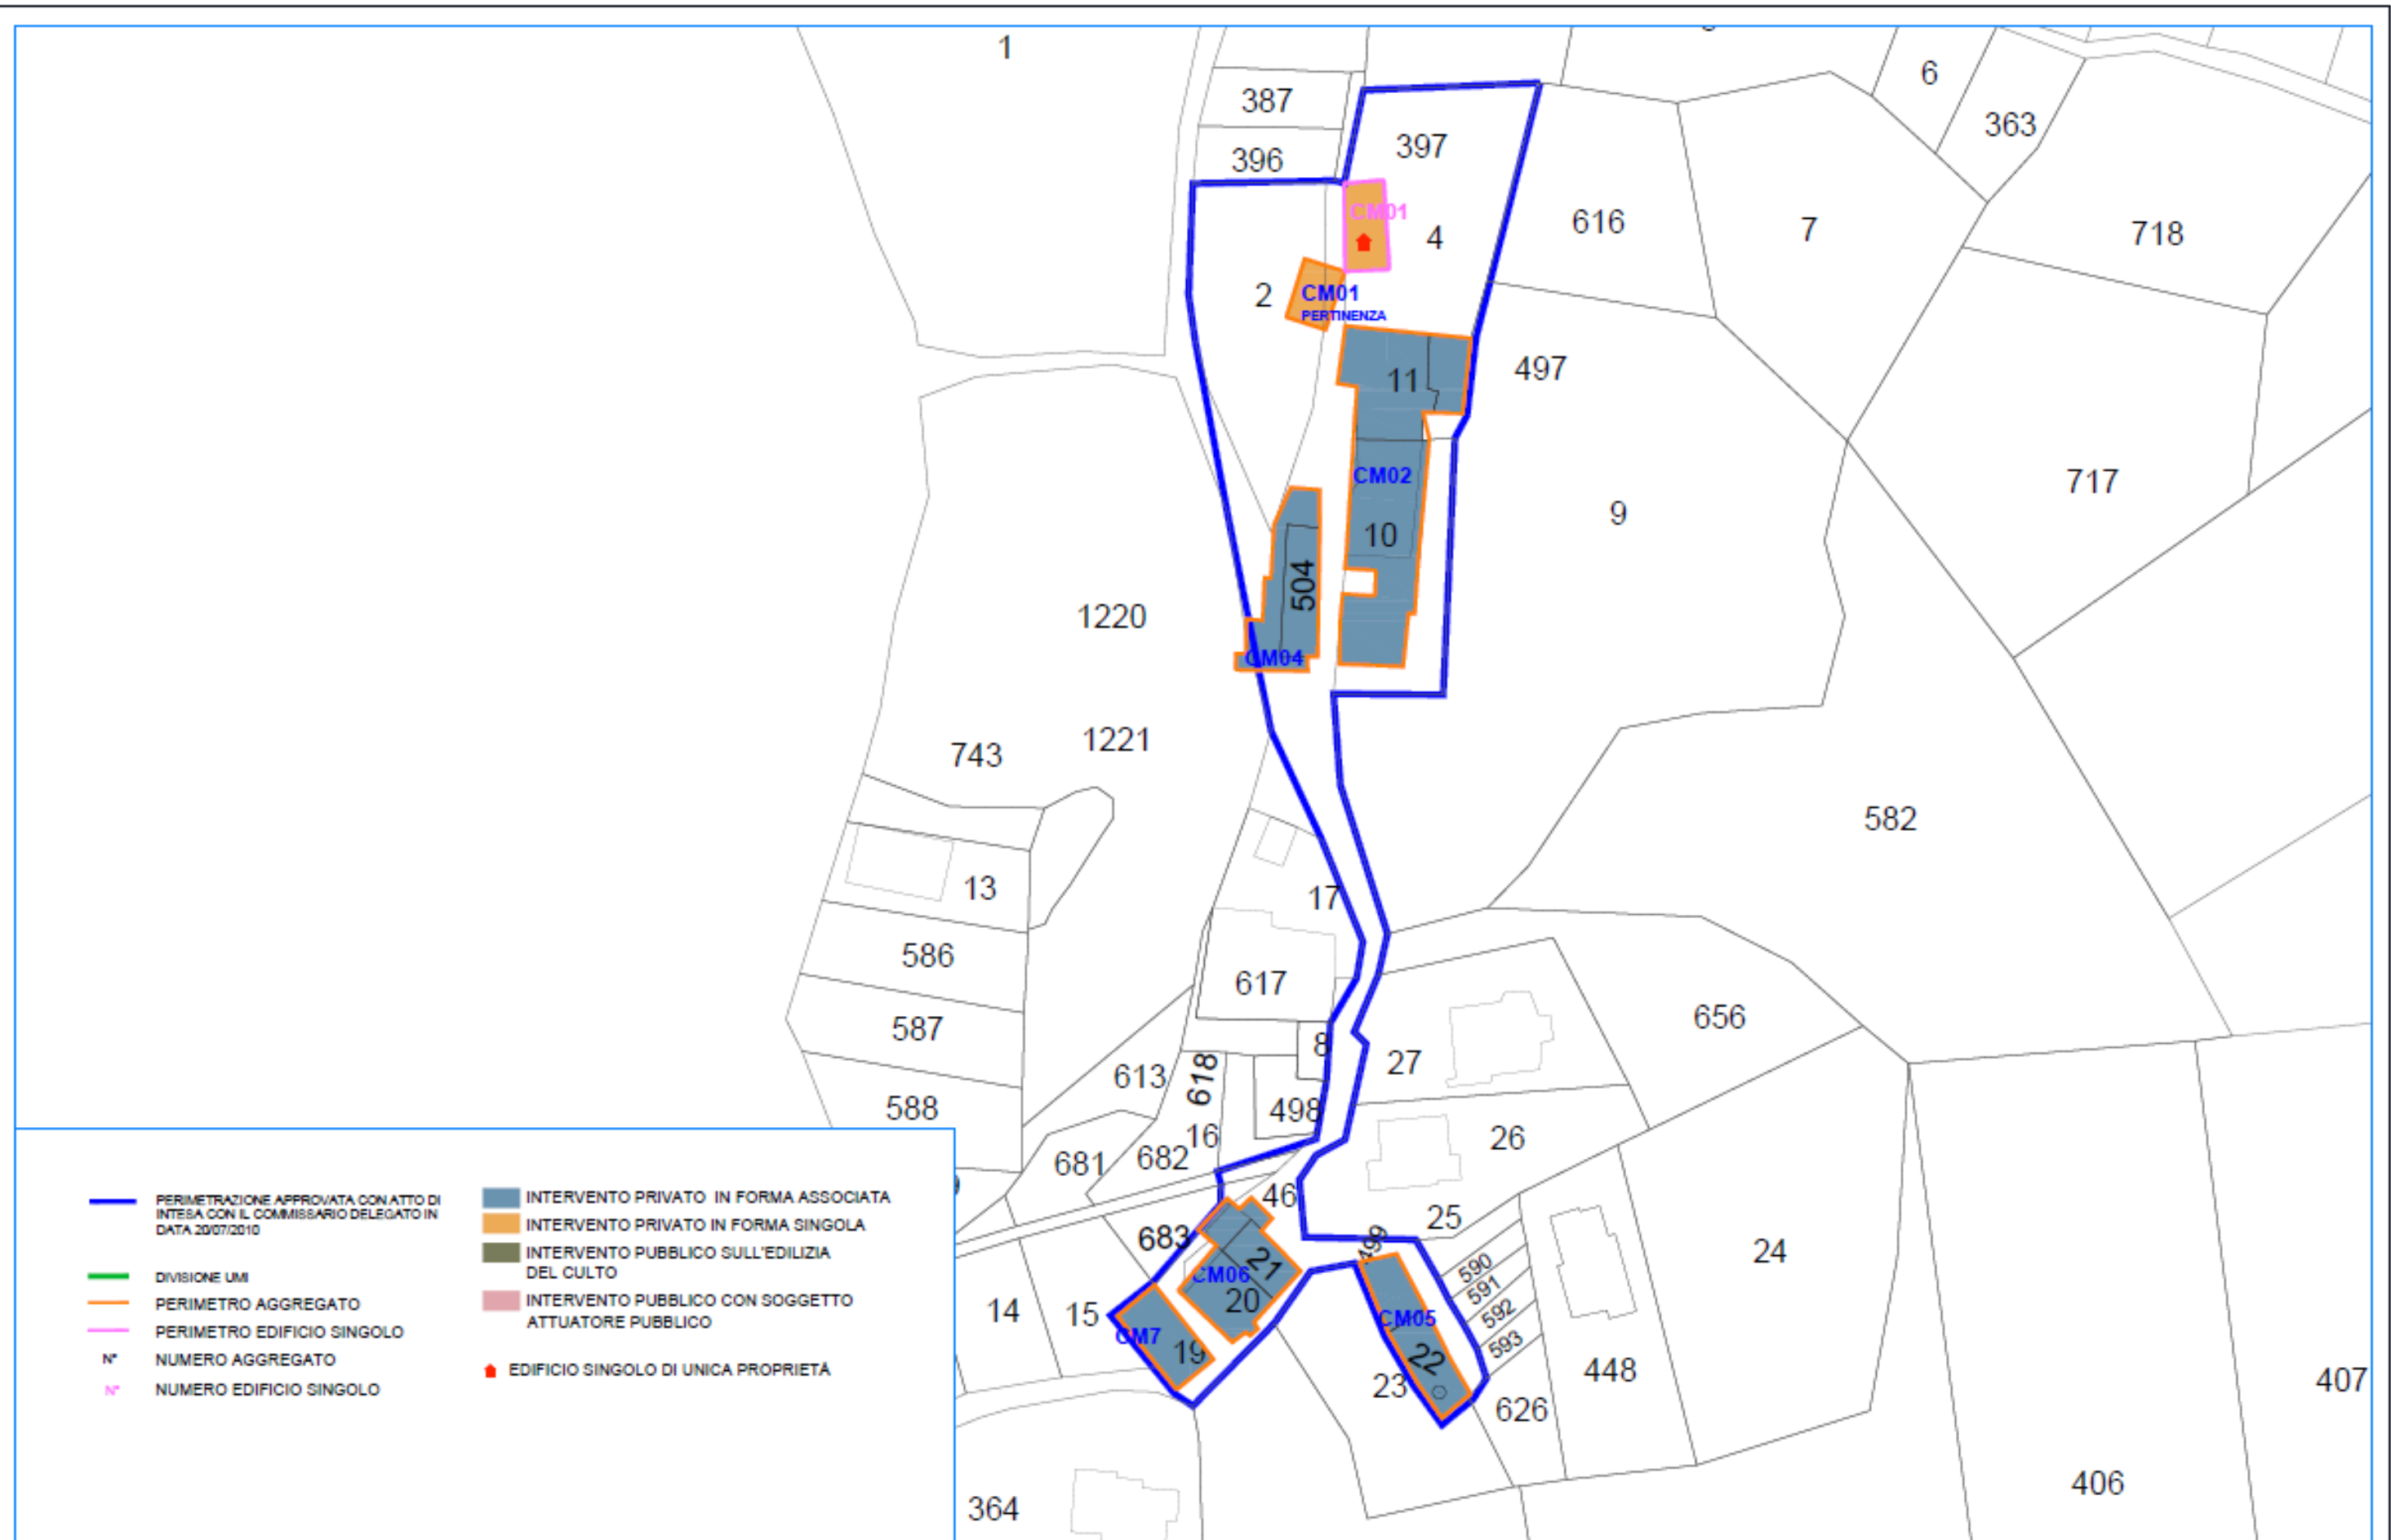 1
6
387
363
397
396
CM01
616
7
718
4
2
CM01
PERTINENZA
11
497
CM02
717
9
10
504
1220
CM04
1221
743
582
13
17
586
617
656
587
8
27
613
618
588
498
16
26
682
681
46
25
683
499
24
21
590
CM06
591
20
14
15
592
CM05
CM7
593
19
22
448
23
407
626
406
364
PERIMETRAZIONE APPROVATA CON ATTO DI
INTESA CON IL COMMISSARIO DELEGATO IN
DATA 20/07/2010
DIVISIONE UMI
PERIMETRO AGGREGATO
PERIMETRO EDIFICIO SINGOLO
N° NUMERO AGGREGATO
N° NUMERO EDIFICIO SINGOLO
INTERVENTO PRIVATO IN FORMA ASSOCIATA
INTERVENTO PRIVATO IN FORMA SINGOLA
INTERVENTO PUBBLICO SULL'EDILIZIA
DEL CULTO
INTERVENTO PUBBLICO CON SOGGETTO
ATTUATORE PUBBLICO
EDIFICIO SINGOLO DI UNICA PROPRIETÀ